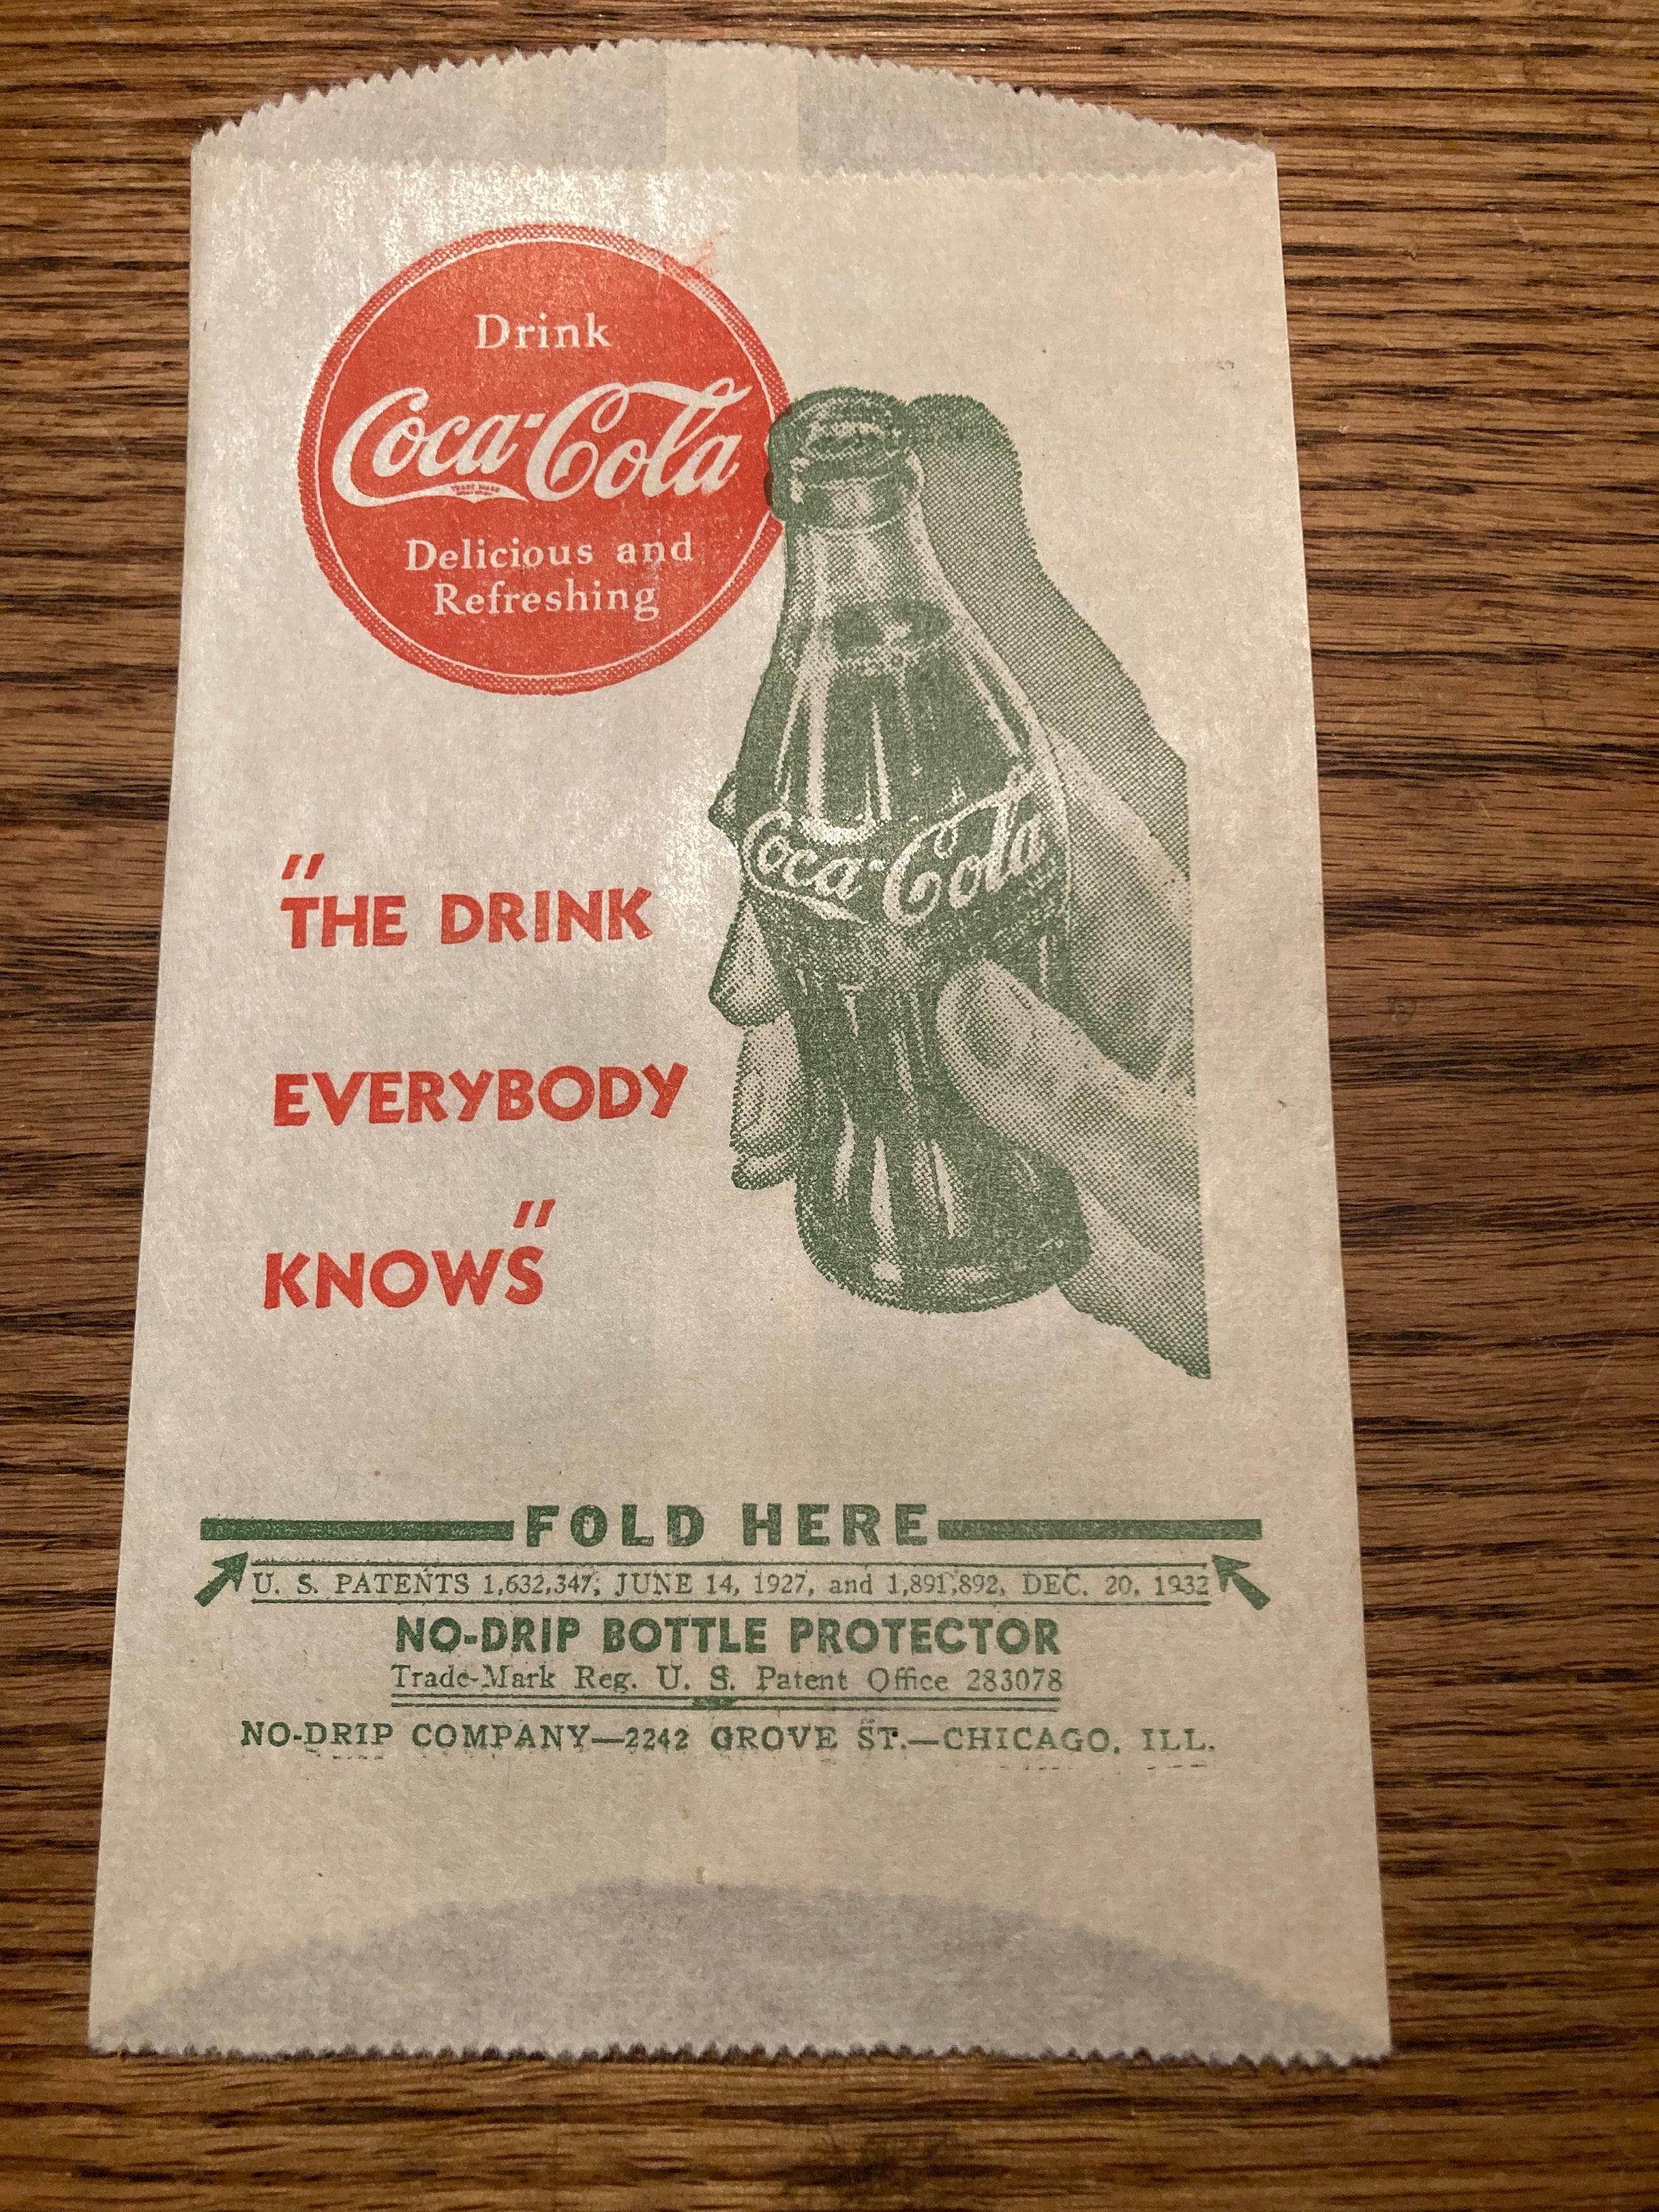 Drink
Coca-Cola
TRADE MARK
Delicious and
Refreshing
Coca-Cola
"THE DRINK
EVERYBODY
KNOWS"
FOLD HERE
U. S. PATENTS 1,632,347, JUNE 14, 1927, and 1,891,892, DEC. 20, 1932
NO-DRIP BOTTLE PROTECTOR
Trade-Mark Reg. U. S. Patent Office 283078
NO-DRIP COMPANY—2242 GROVE ST.—CHICAGO, ILL.